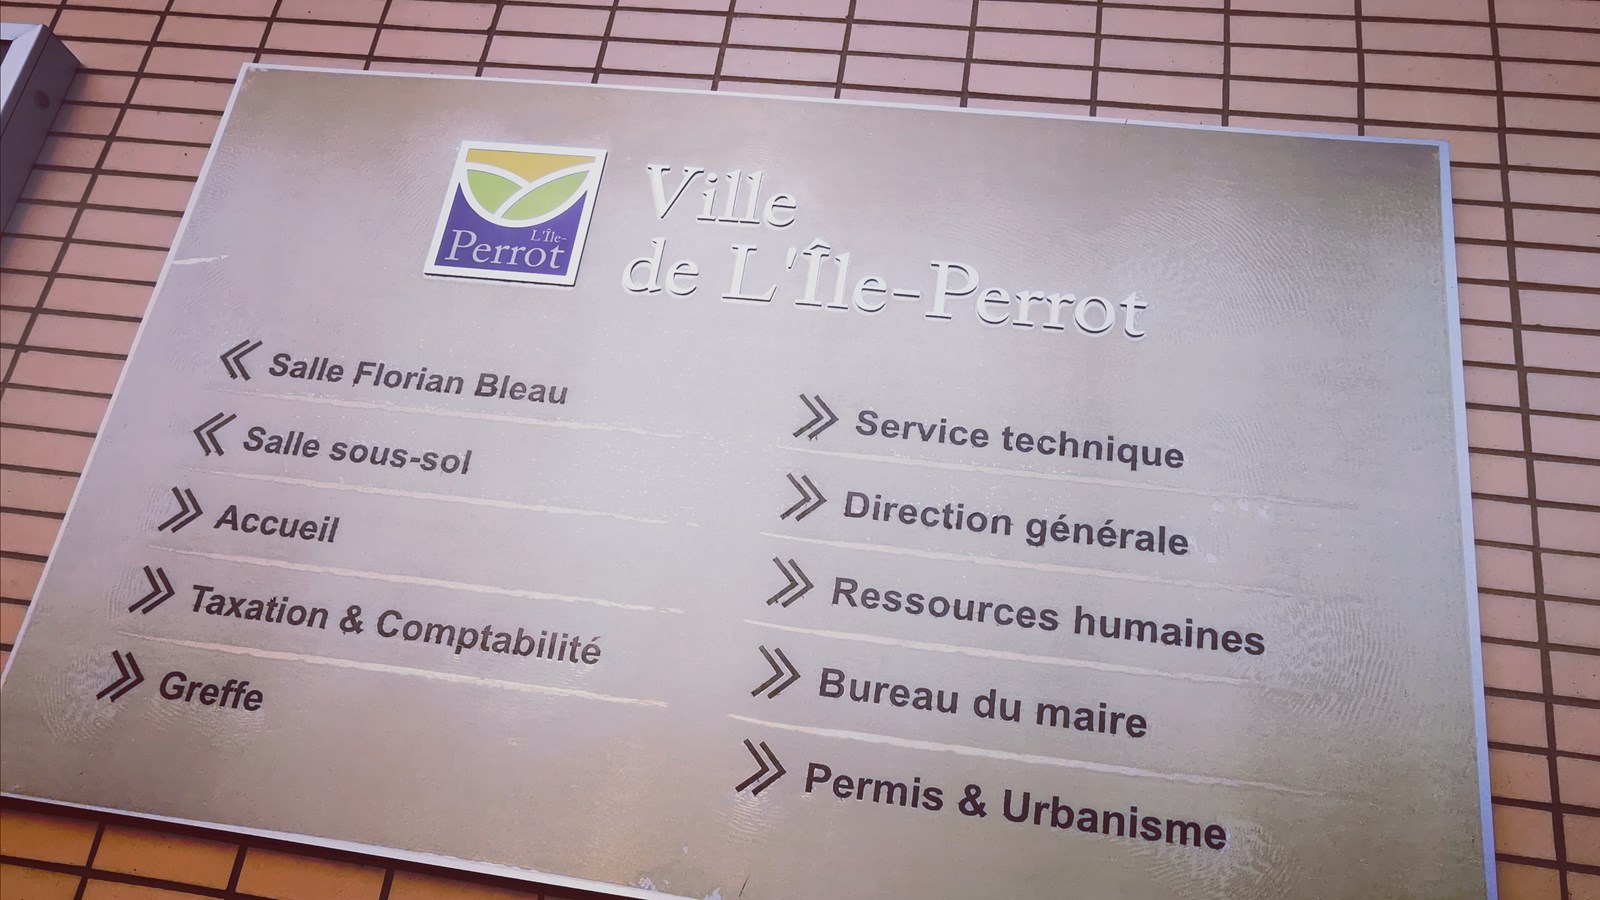 L'Île-
Perrot
Ville
de L'Île-Perrot
Salle Florian Bleau
Salle sous-sol
Accueil
Taxation & Comptabilité
Greffe
Service technique
Direction générale
Ressources humaines
Bureau du maire
Permis & Urbanisme